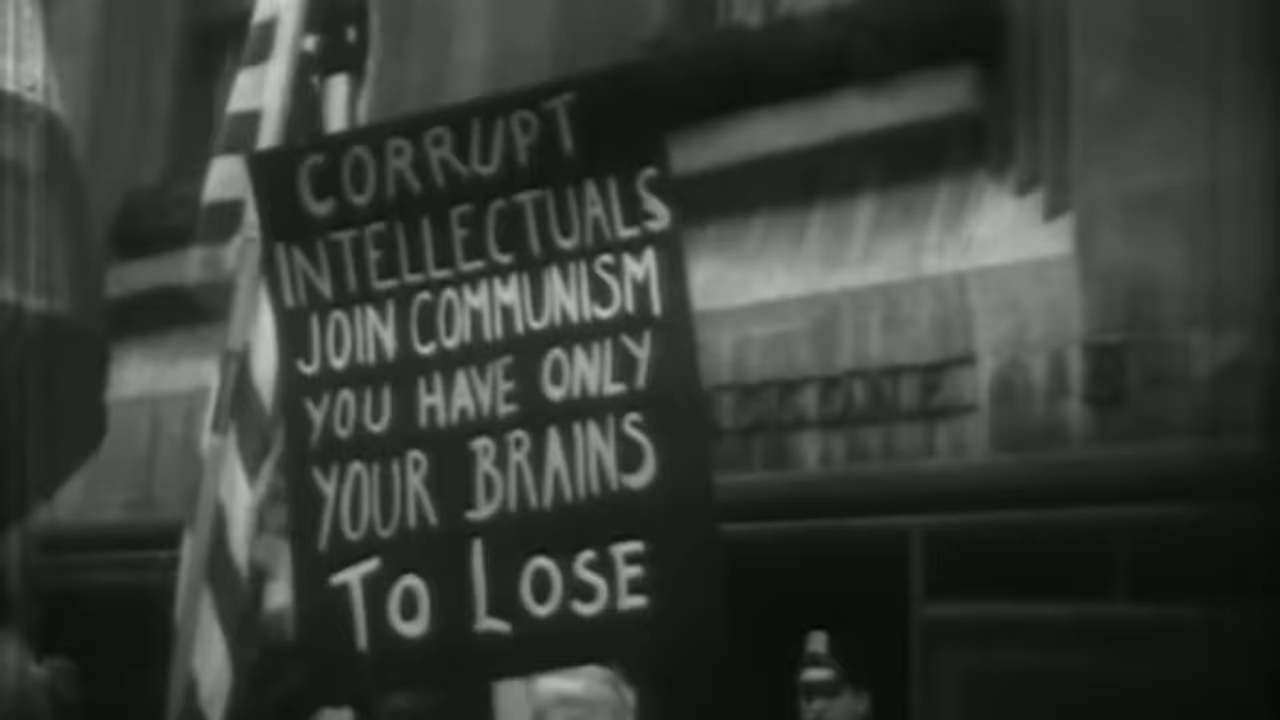 CORRUPT
INTELLECTUALS
JOIN COMMUNISM
YOU HAVE ONLY
YOUR BRAINS
TO LOSE